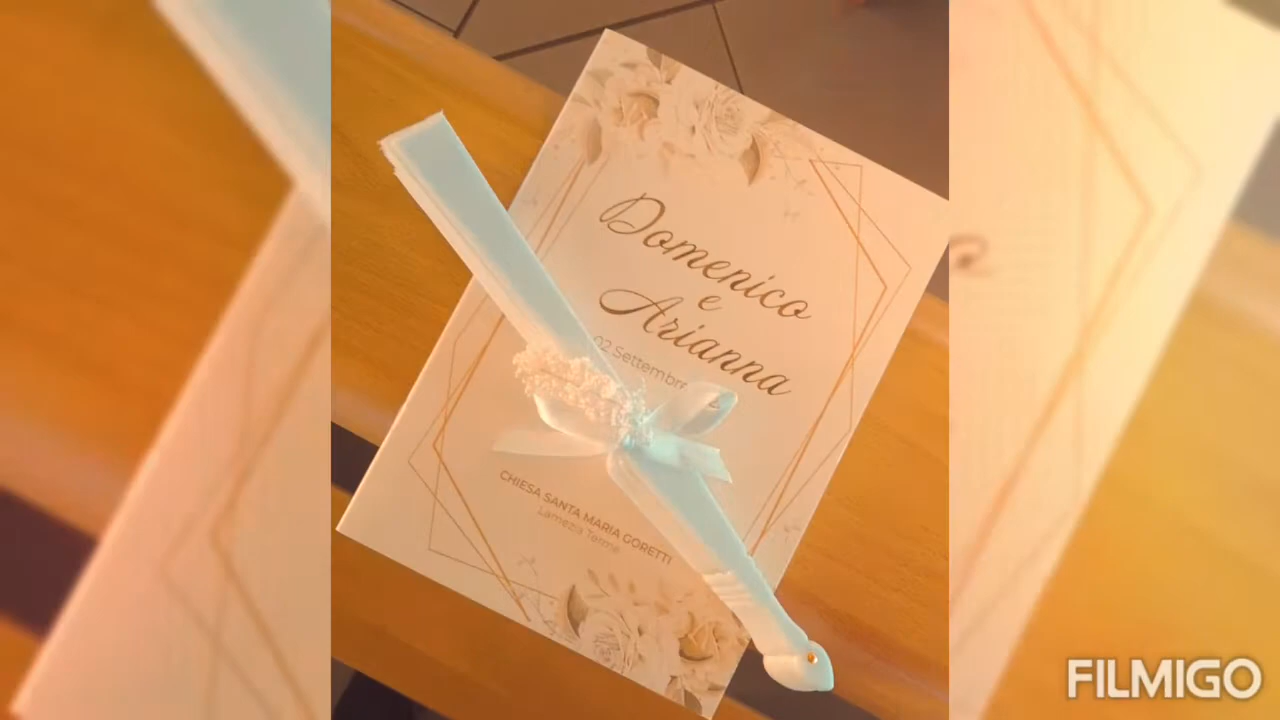 Domenico
e
Arianna
02 Settembre
CHIESA SANTA MARIA GORETTI
Lamezia Terme
FILMIGO